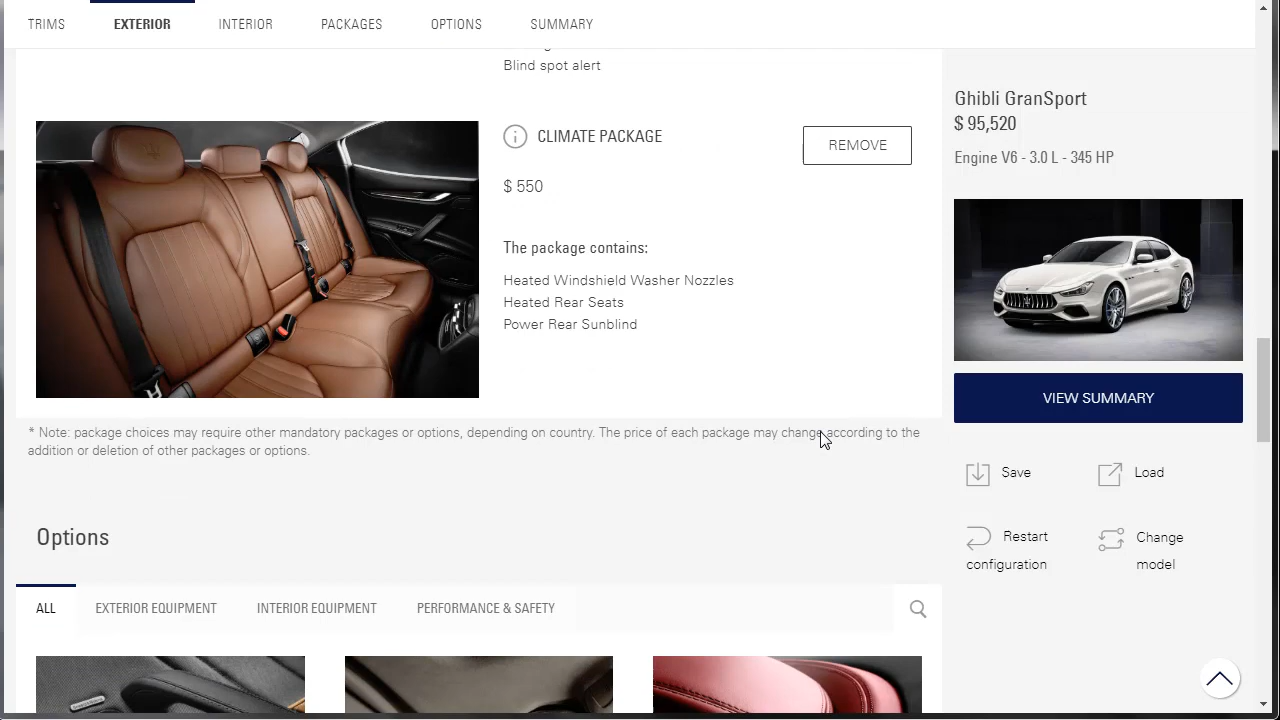 TRIMS
EXTERIOR
INTERIOR
PACKAGES
OPTIONS
SUMMARY
Blind spot alert
CLIMATE PACKAGE
REMOVE
$ 550
The package contains:
Heated Windshield Washer Nozzles
Heated Rear Seats
Power Rear Sunblind
* Note: package choices may require other mandatory packages or options, depending on country. The price of each package may change according to the
addition or deletion of other packages or options.
Options
ALL
EXTERIOR EQUIPMENT
INTERIOR EQUIPMENT
PERFORMANCE & SAFETY
Ghibli GranSport
$ 95,520
Engine V6 - 3.0 L - 345 HP
VIEW SUMMARY
Save
Load
Restart
configuration
Change
model